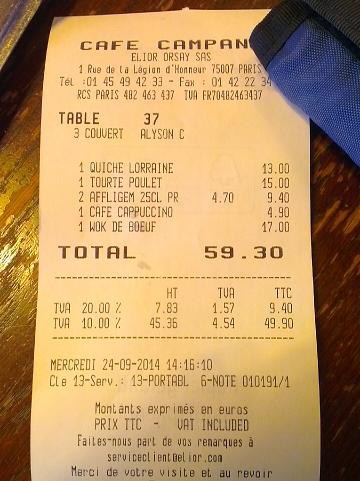 CAFE CAMPAN
ELIOR ORSAY SAS
1 Rue de la Légion d'Honneur 75007 PARIS
Tél :01 45 49 42 33 - Fax : 01 42 22 34
RCS PARIS 482 463 437 TVA FR70482463437
TABLE 37
3 COUVERT ALYSON C
1 QUICHE LORRAINE 13.00
1 TOURTE POULET 15.00
2 AFFLIGEM 25CL PR 4.70 9.40
1 CAFE CAPPUCCINO 4.90
1 WOK DE BOEUF 17.00
TOTAL 59.30
HT TVA TTC
TVA 20.00 % 7.83 1.57 9.40
TVA 10.00 % 45.36 4.54 49.90
MERCREDI 24-09-2014 14:16:10
Cle 13-Serv.: 13-PORTABL 6-NOTE 010191/1
Montants exprimés en euros
PRIX TTC - VAT INCLUDED
Faites-nous part de vos remarques à
serviceclient@elior.com
Merci de votre visite et au revoir